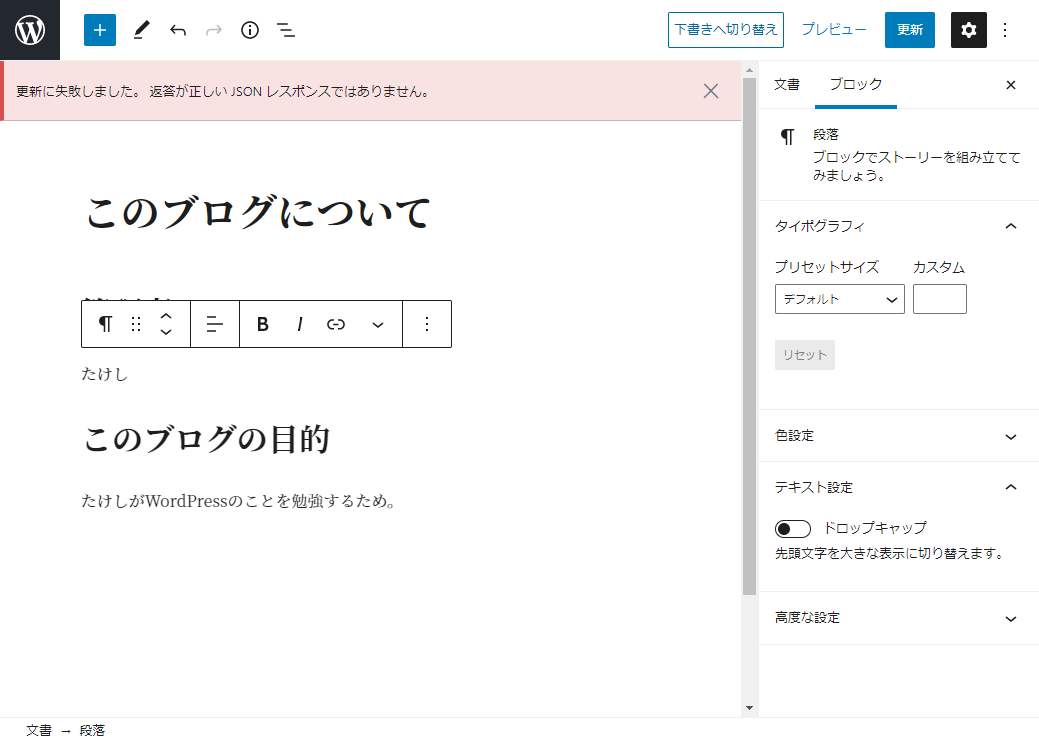 下書きへ切り替え プレビュー 更新
更新に失敗しました。 返答が正しい JSON レスポンスではありません。
文書 ブロック
段落
ブロックでストーリーを組み立てて
みましょう。
このブログについて
B I
たけし
このブログの目的
たけしがWordPressのことを勉強するため。
タイポグラフィ
プリセットサイズ カスタム
デフォルト
リセット
色設定
テキスト設定
ドロップキャップ
先頭文字を大きな表示に切り替えます。
高度な設定
文書 → 段落